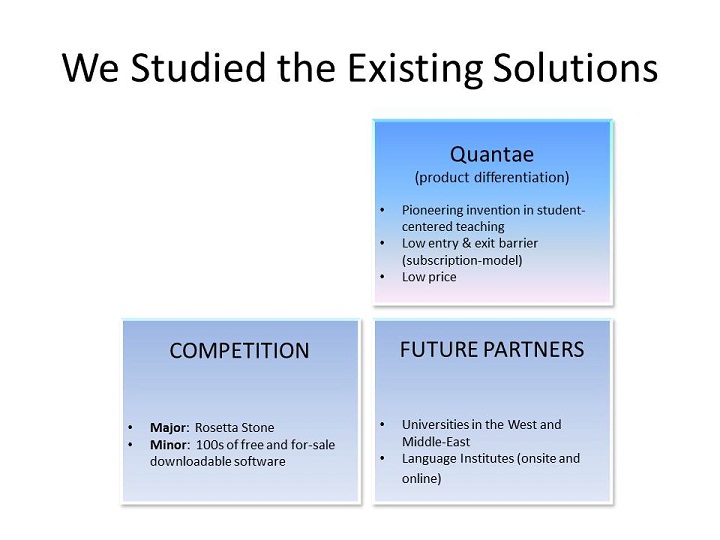 We Studied the Existing Solutions
Quantae
(product differentiation)
• Pioneering invention in student-
centered teaching
• Low entry & exit barrier
(subscription-model)
• Low price
COMPETITION
• Major: Rosetta Stone
• Minor: 100s of free and for-sale
downloadable software
FUTURE PARTNERS
• Universities in the West and
Middle-East
• Language Institutes (onsite and
online)